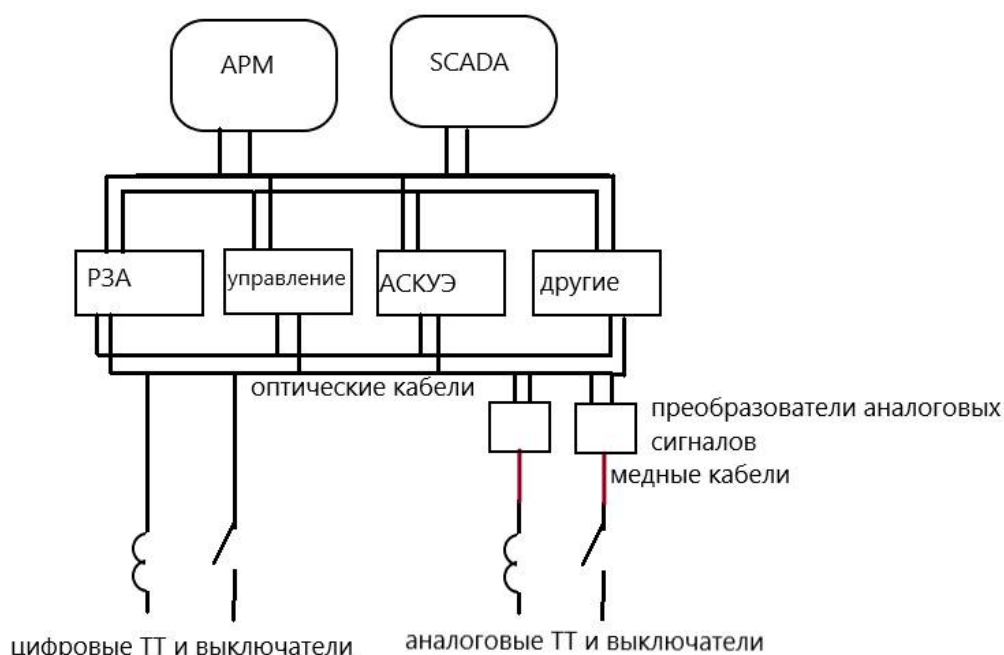 АРМ
SCADA
РЗА
управление
АСКУЭ
другие
оптические кабели
преобразователи аналоговых
сигналов
медные кабели
цифровые ТТ и выключатели
аналоговые ТТ и выключатели